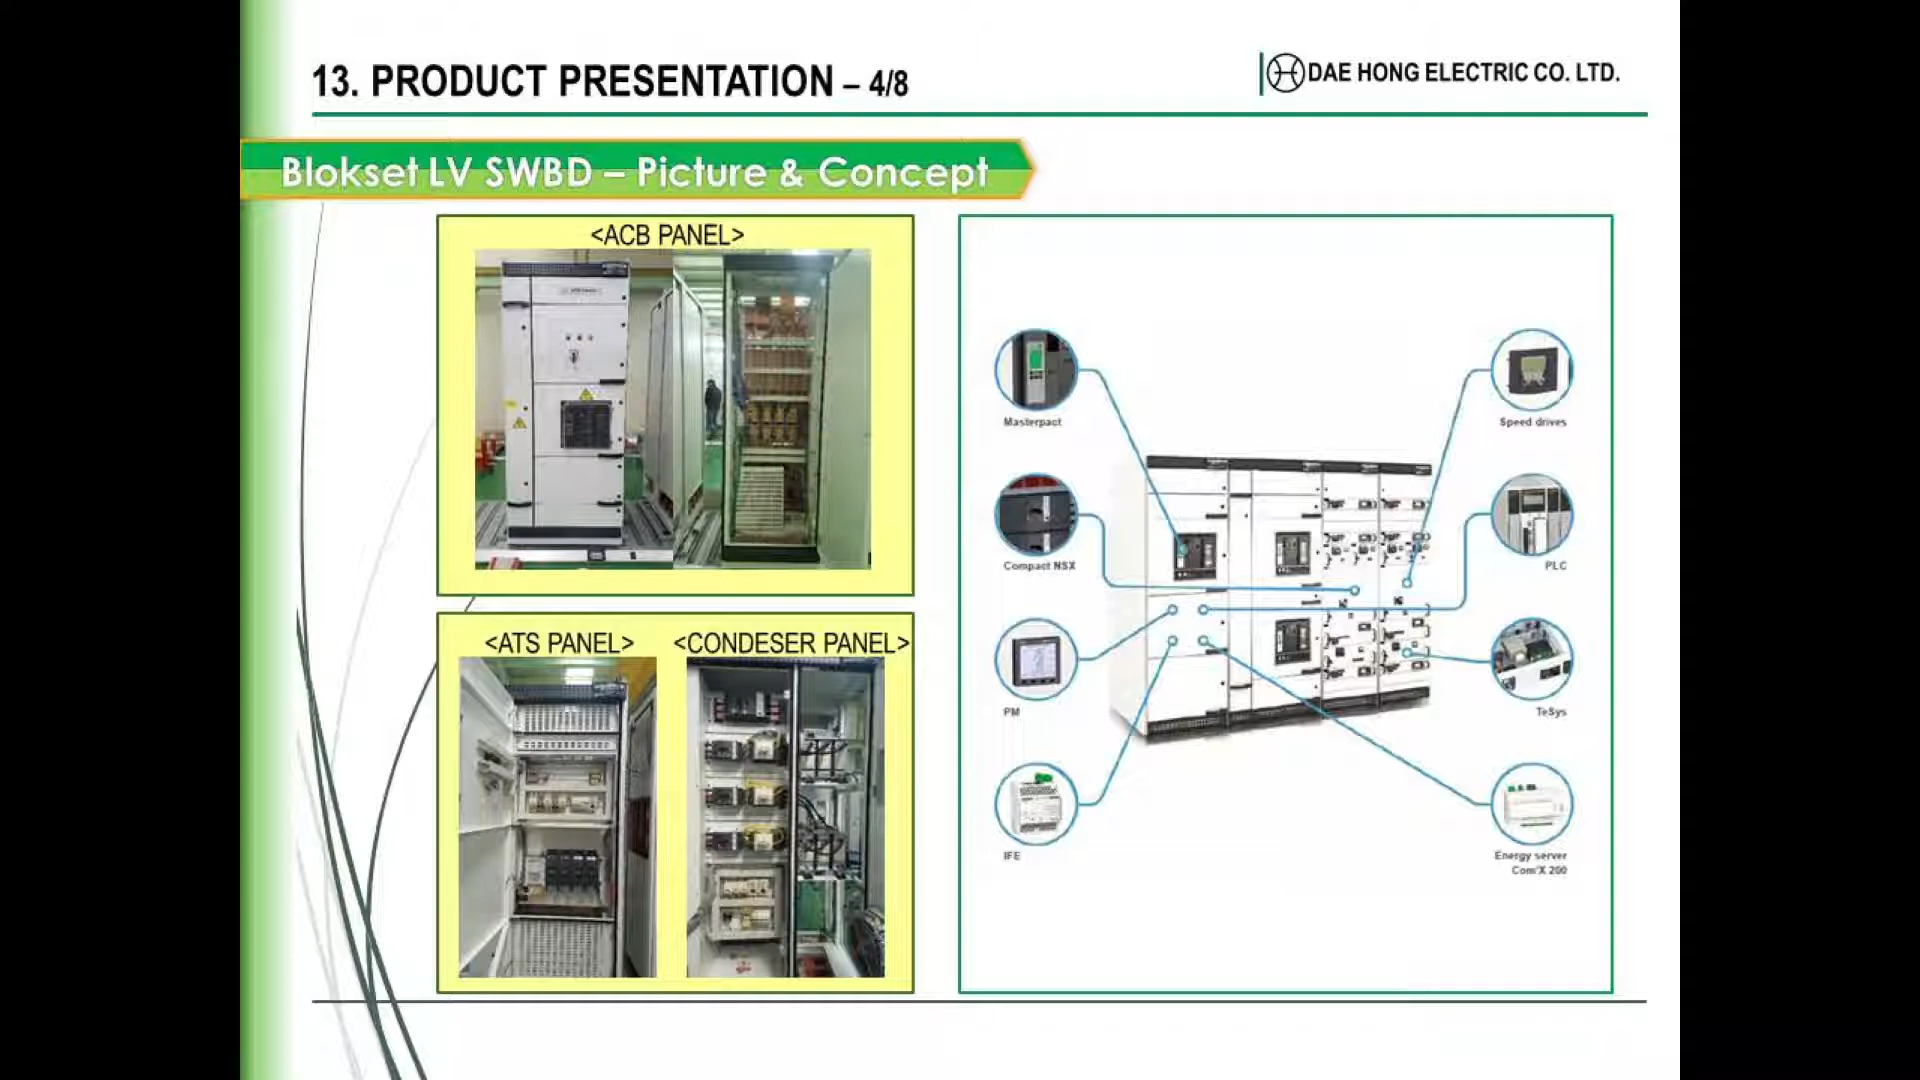 13. PRODUCT PRESENTATION – 4/8
DAE HONG ELECTRIC CO. LTD.
Blokset LV SWBD – Picture & Concept
<ACB PANEL>
<ATS PANEL>
<CONDESER PANEL>
Masterpact
Speed drives
Compact NSX
PLC
PM
TeSys
IFE
Energy server
Com'X 200